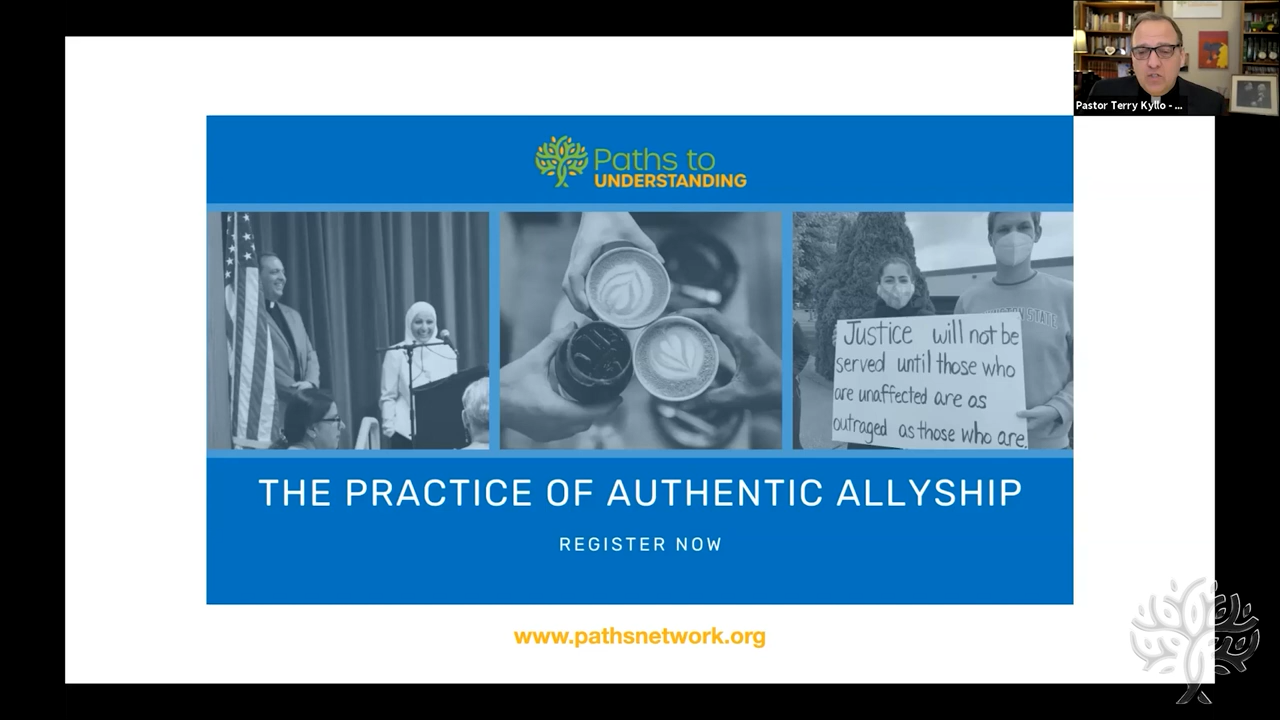 Pastor Terry Kyllo - ...
Paths to
UNDERSTANDING
Justice will not be
served until those who
are unaffected are as
outraged as those who are.
THE PRACTICE OF AUTHENTIC ALLYSHIP
REGISTER NOW
www.pathsnetwork.org